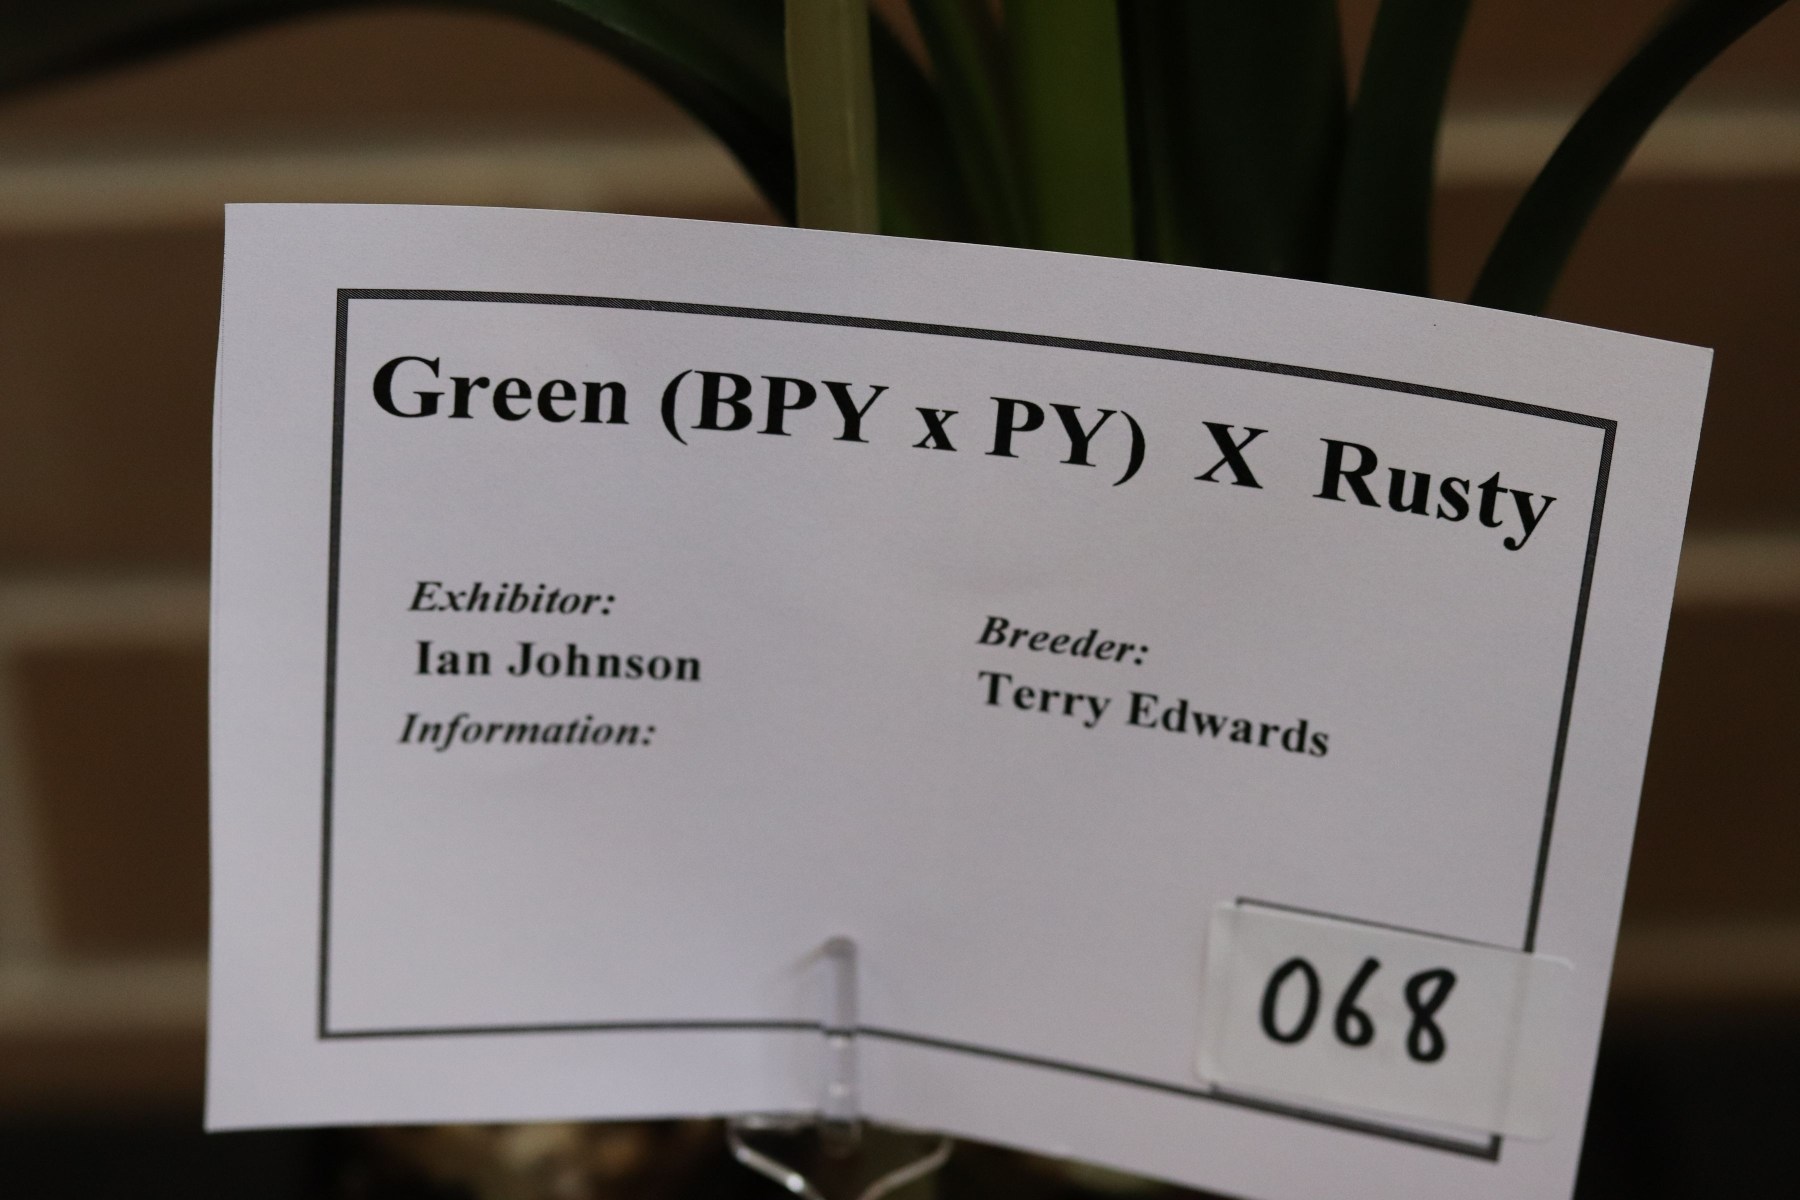 Green (BPY x PY) X Rusty
Exhibitor:
Ian Johnson
Breeder:
Terry Edwards
Information:
068